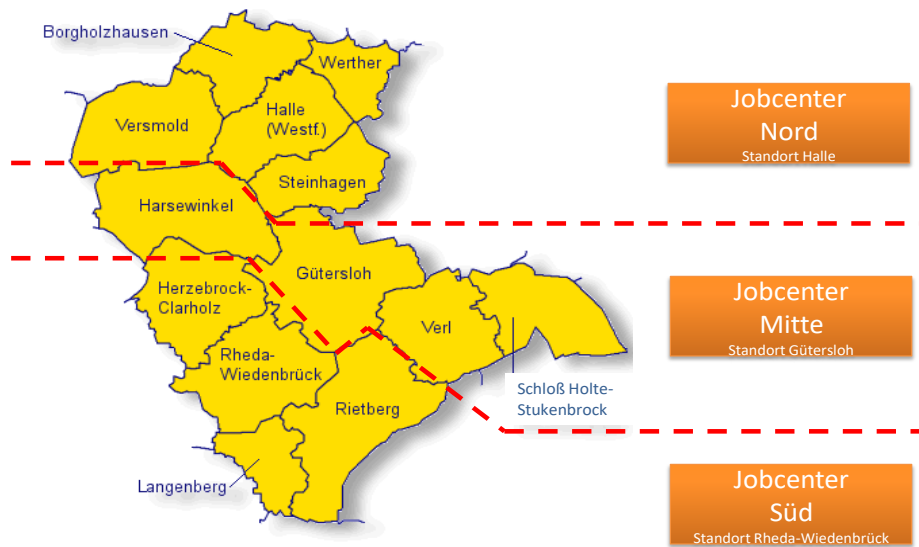 Borgholzhausen
Werther
Versmold
Halle
(Westf.)
Steinhagen
Harsewinkel
Gütersloh
Herzebrock-
Clarholz
Verl
Rheda-
Wiedenbrück
Rietberg
Schloß Holte-
Stukenbrock
Langenberg
Jobcenter
Nord
Standort Halle
Jobcenter
Mitte
Standort Gütersloh
Jobcenter
Süd
Standort Rheda-Wiedenbrück